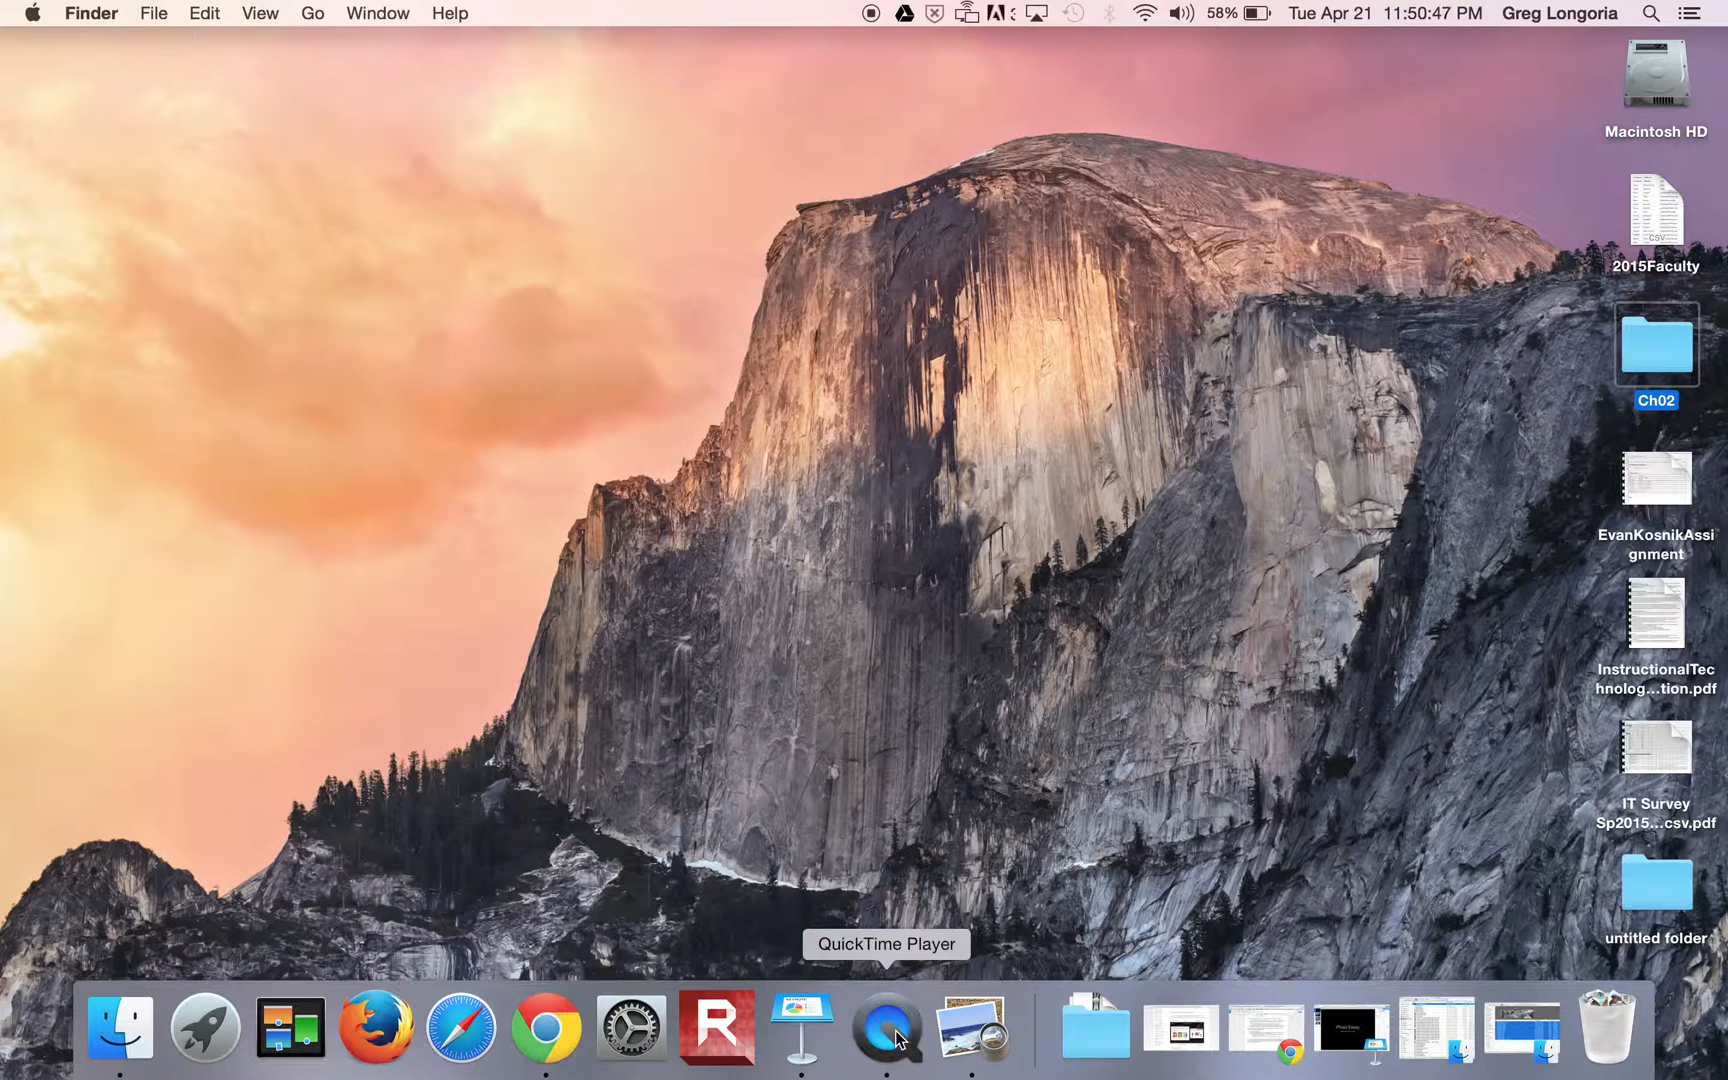 Finder File Edit View Go Window Help 58% Tue Apr 21 11:50:47 PM Greg Longoria
Macintosh HD
CSV
2015Faculty
Ch02
EvanKosnikAssi
gnment
InstructionalTec
hnolog...tion.pdf
IT Survey
Sp2015...csv.pdf
untitled folder
QuickTime Player